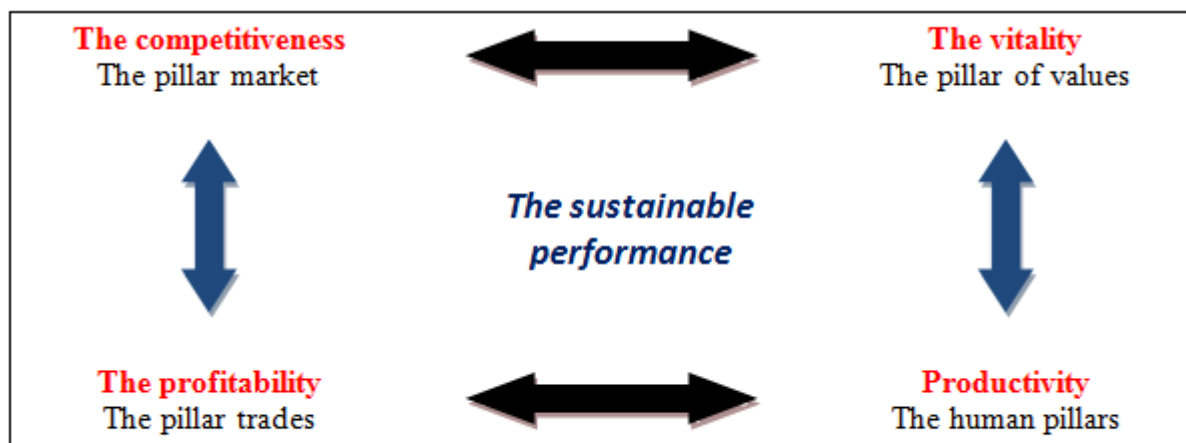 The competitiveness
The pillar market
The vitality
The pillar of values
The sustainable
performance
The profitability
The pillar trades
Productivity
The human pillars